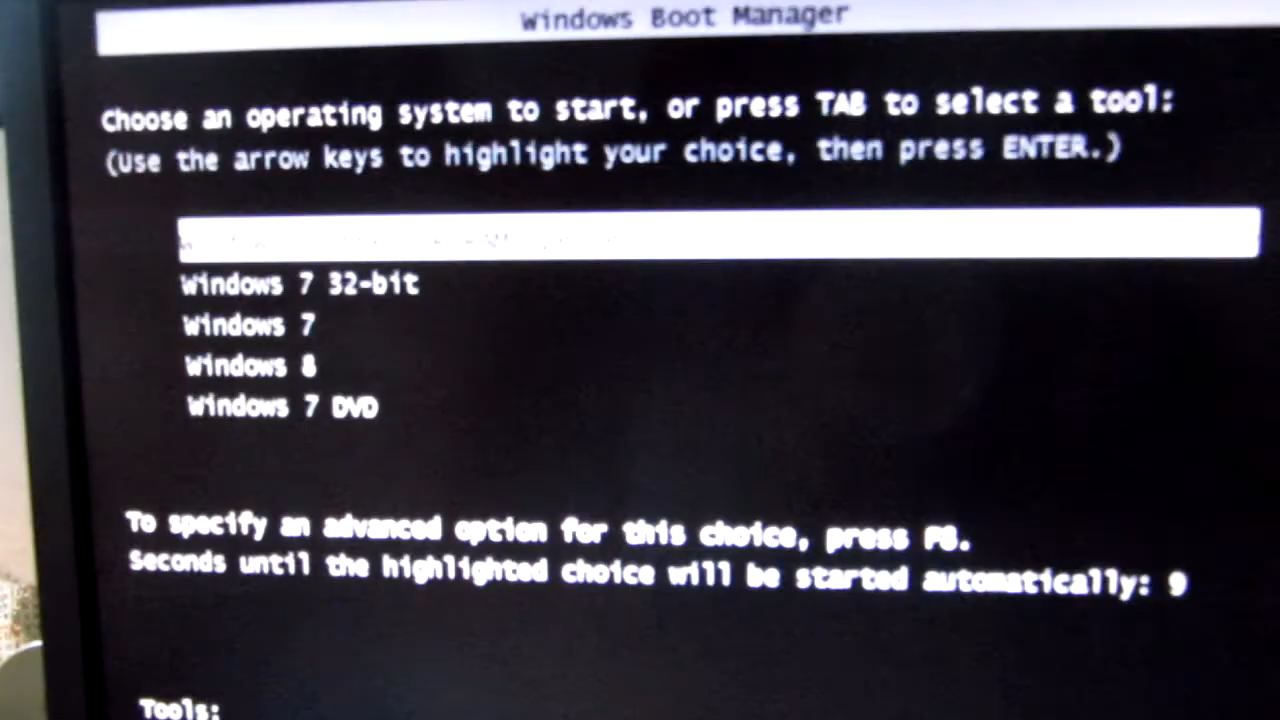 Windows Boot Manager
Choose an operating system to start, or press TAB to select a tool:
(Use the arrow keys to highlight your choice, then press ENTER.)
Windows 7 32-bit
Windows 7
Windows 8
Windows 7 DVD
To specify an advanced option for this choice, press F8.
Seconds until the highlighted choice will be started automatically: 9
Tools: